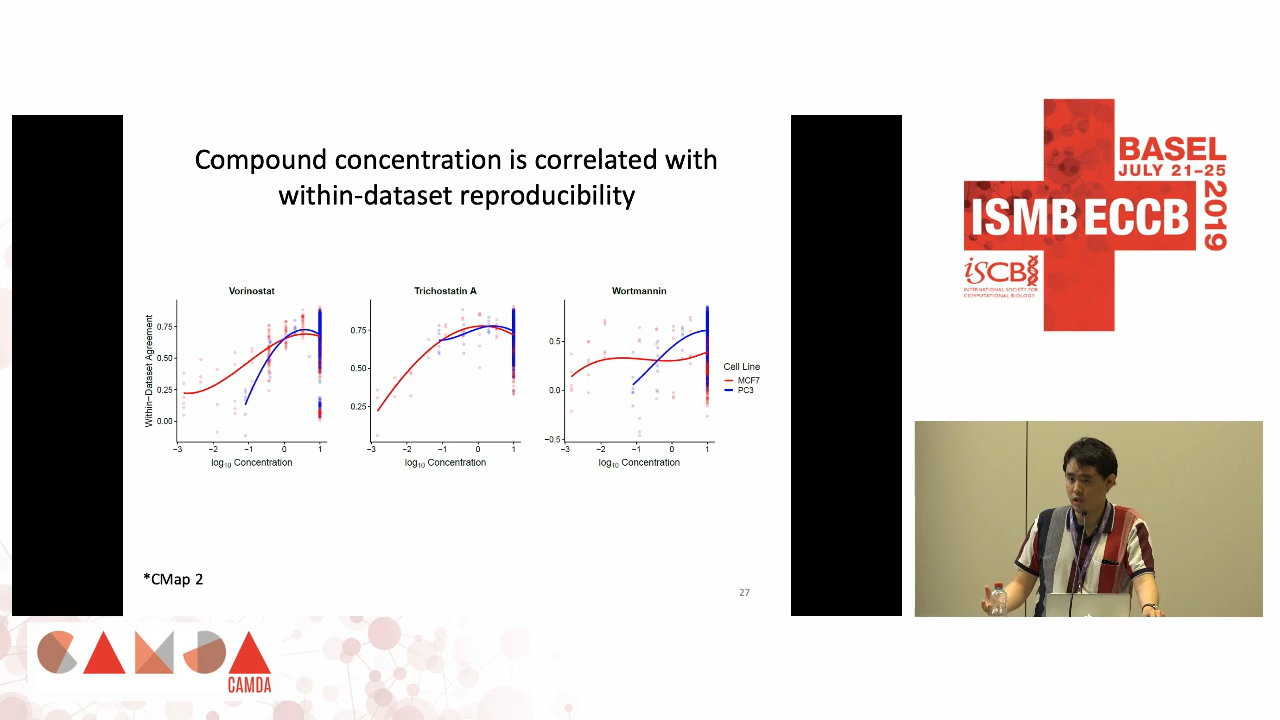 Compound concentration is correlated with
within-dataset reproducibility
Vorinostat
Trichostatin A
Wortmannin
Within−Dataset Agreement
0.75
0.50
0.25
0.00
−3 −2 −1 0 1
log10 Concentration
0.75
0.50
0.25
−3 −2 −1 0 1
log10 Concentration
0.5
0.0
−0.5
−3 −2 −1 0 1
log10 Concentration
Cell Line
MCF7
PC3
*CMap 2
27
BASEL
JULY 21–25
2019
ISMB ECCB
ISCB
INTERNATIONAL SOCIETY FOR
COMPUTATIONAL BIOLOGY
CAMDA
CAMDA